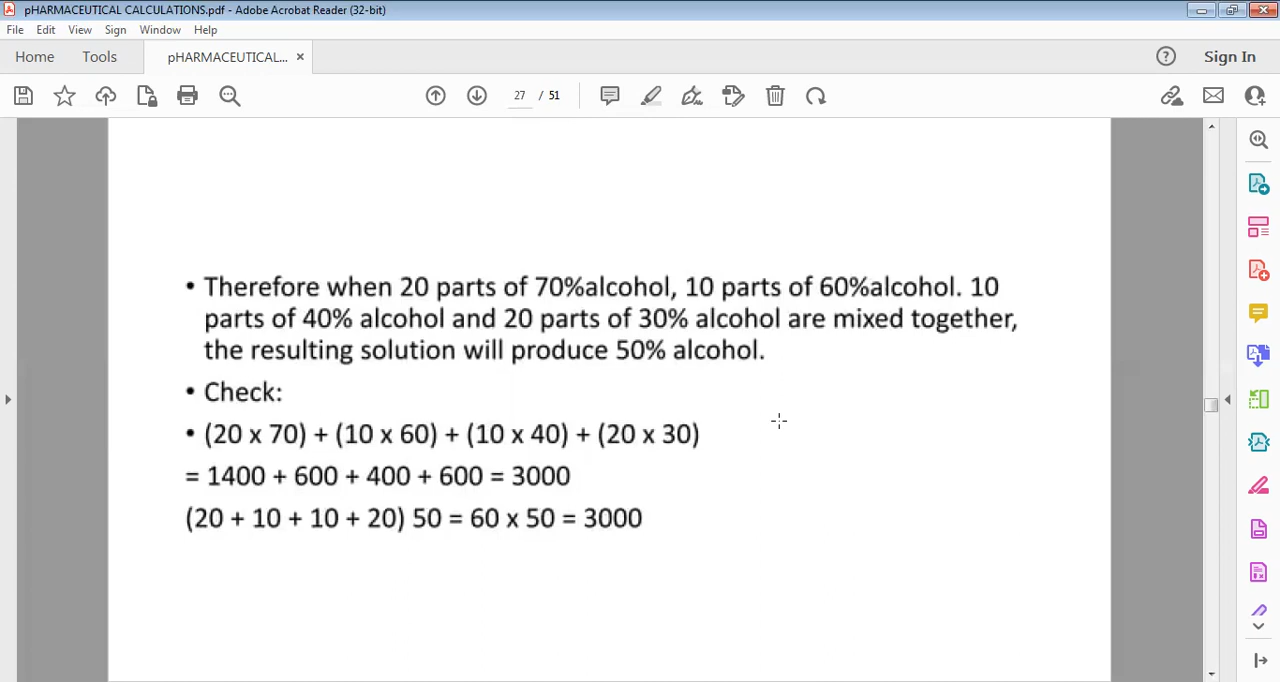 pHARMACEUTICAL CALCULATIONS.pdf - Adobe Acrobat Reader (32-bit)
File Edit View Sign Window Help
Home Tools pHARMACEUTICAL... × Sign In
27 / 51
• Therefore when 20 parts of 70%alcohol, 10 parts of 60%alcohol. 10
parts of 40% alcohol and 20 parts of 30% alcohol are mixed together,
the resulting solution will produce 50% alcohol.
• Check:
• (20 x 70) + (10 x 60) + (10 x 40) + (20 x 30)
= 1400 + 600 + 400 + 600 = 3000
(20 + 10 + 10 + 20) 50 = 60 x 50 = 3000